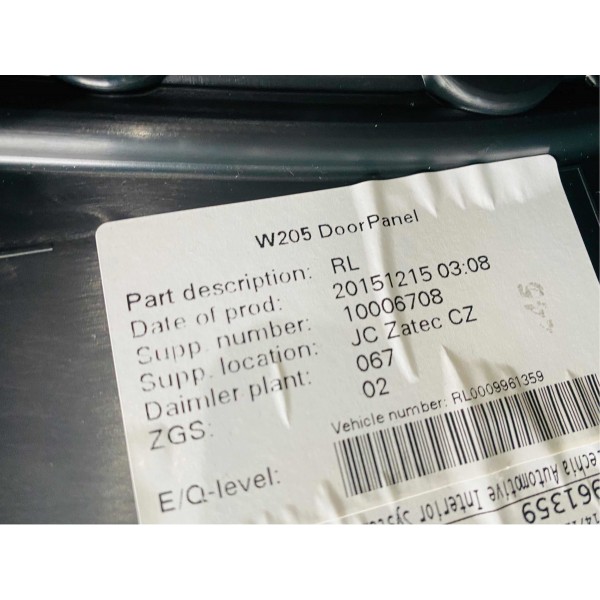 W205 DoorPanel
Part description: RL
Date of prod: 20151215 03:08
Supp. number: 10006708
Supp. location: JC Zatec CZ
Daimler plant: 067
ZGS: 02
Vehicle number: RL0009961359
E/Q-level:
Automotive Interior
961359